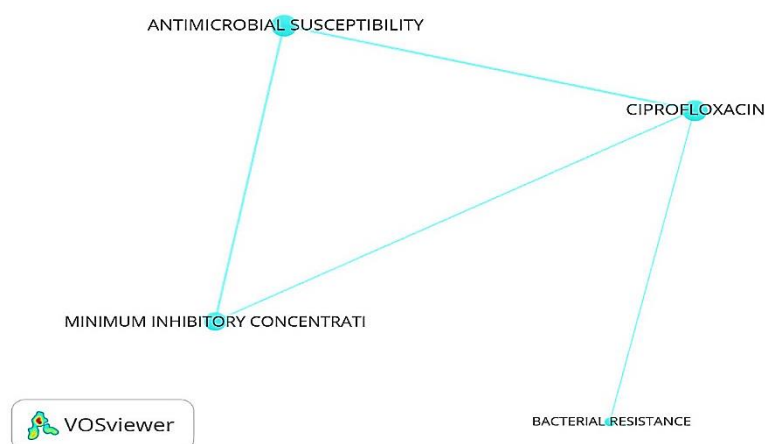 ANTIMICROBIAL SUSCEPTIBILITY
CIPROFLOXACIN
MINIMUM INHIBITORY CONCENTRATI
BACTERIAL RESISTANCE
VOSviewer